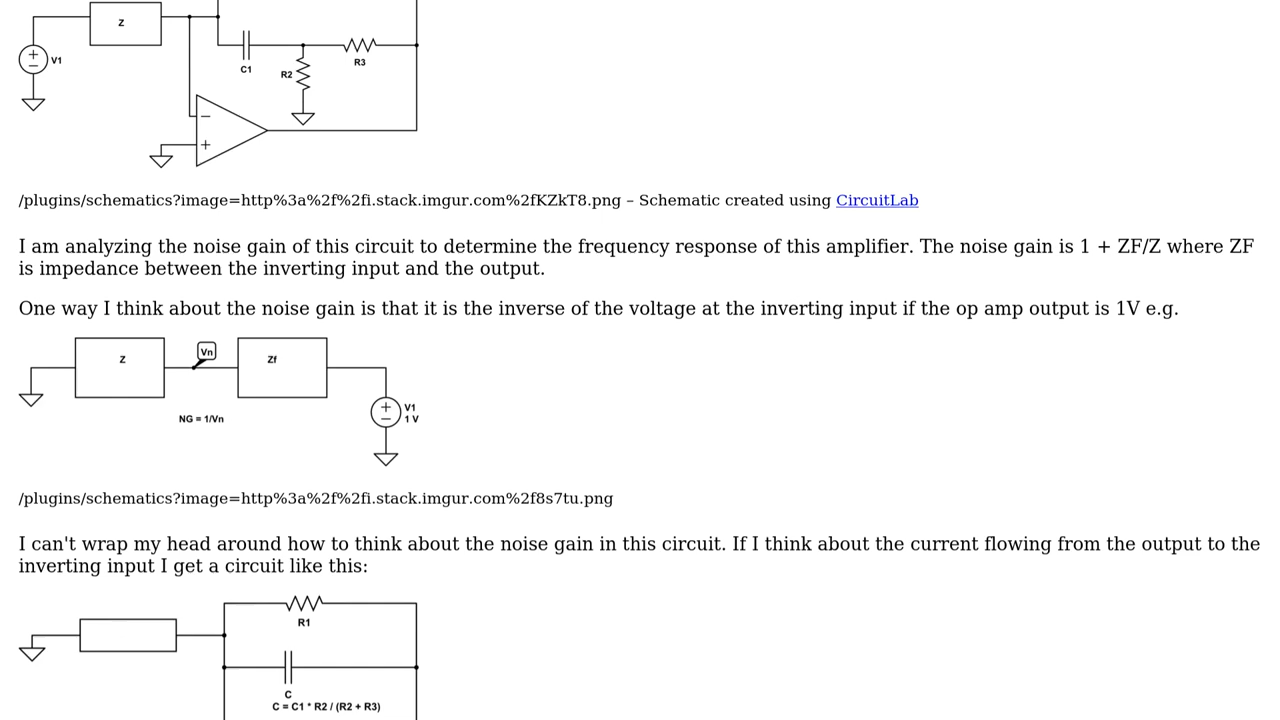 Z
V1
C1
R2
R3
/plugins/schematics?image=http%3a%2f%2fi.stack.imgur.com%2fKZkT8.png – Schematic created using CircuitLab
I am analyzing the noise gain of this circuit to determine the frequency response of this amplifier. The noise gain is 1 + ZF/Z where ZF
is impedance between the inverting input and the output.
One way I think about the noise gain is that it is the inverse of the voltage at the inverting input if the op amp output is 1V e.g.
Vn
Z
Zf
V1
1 V
NG = 1/Vn
/plugins/schematics?image=http%3a%2f%2fi.stack.imgur.com%2f8s7tu.png
I can't wrap my head around how to think about the noise gain in this circuit. If I think about the current flowing from the output to the
inverting input I get a circuit like this:
R1
C
C = C1 * R2 / (R2 + R3)